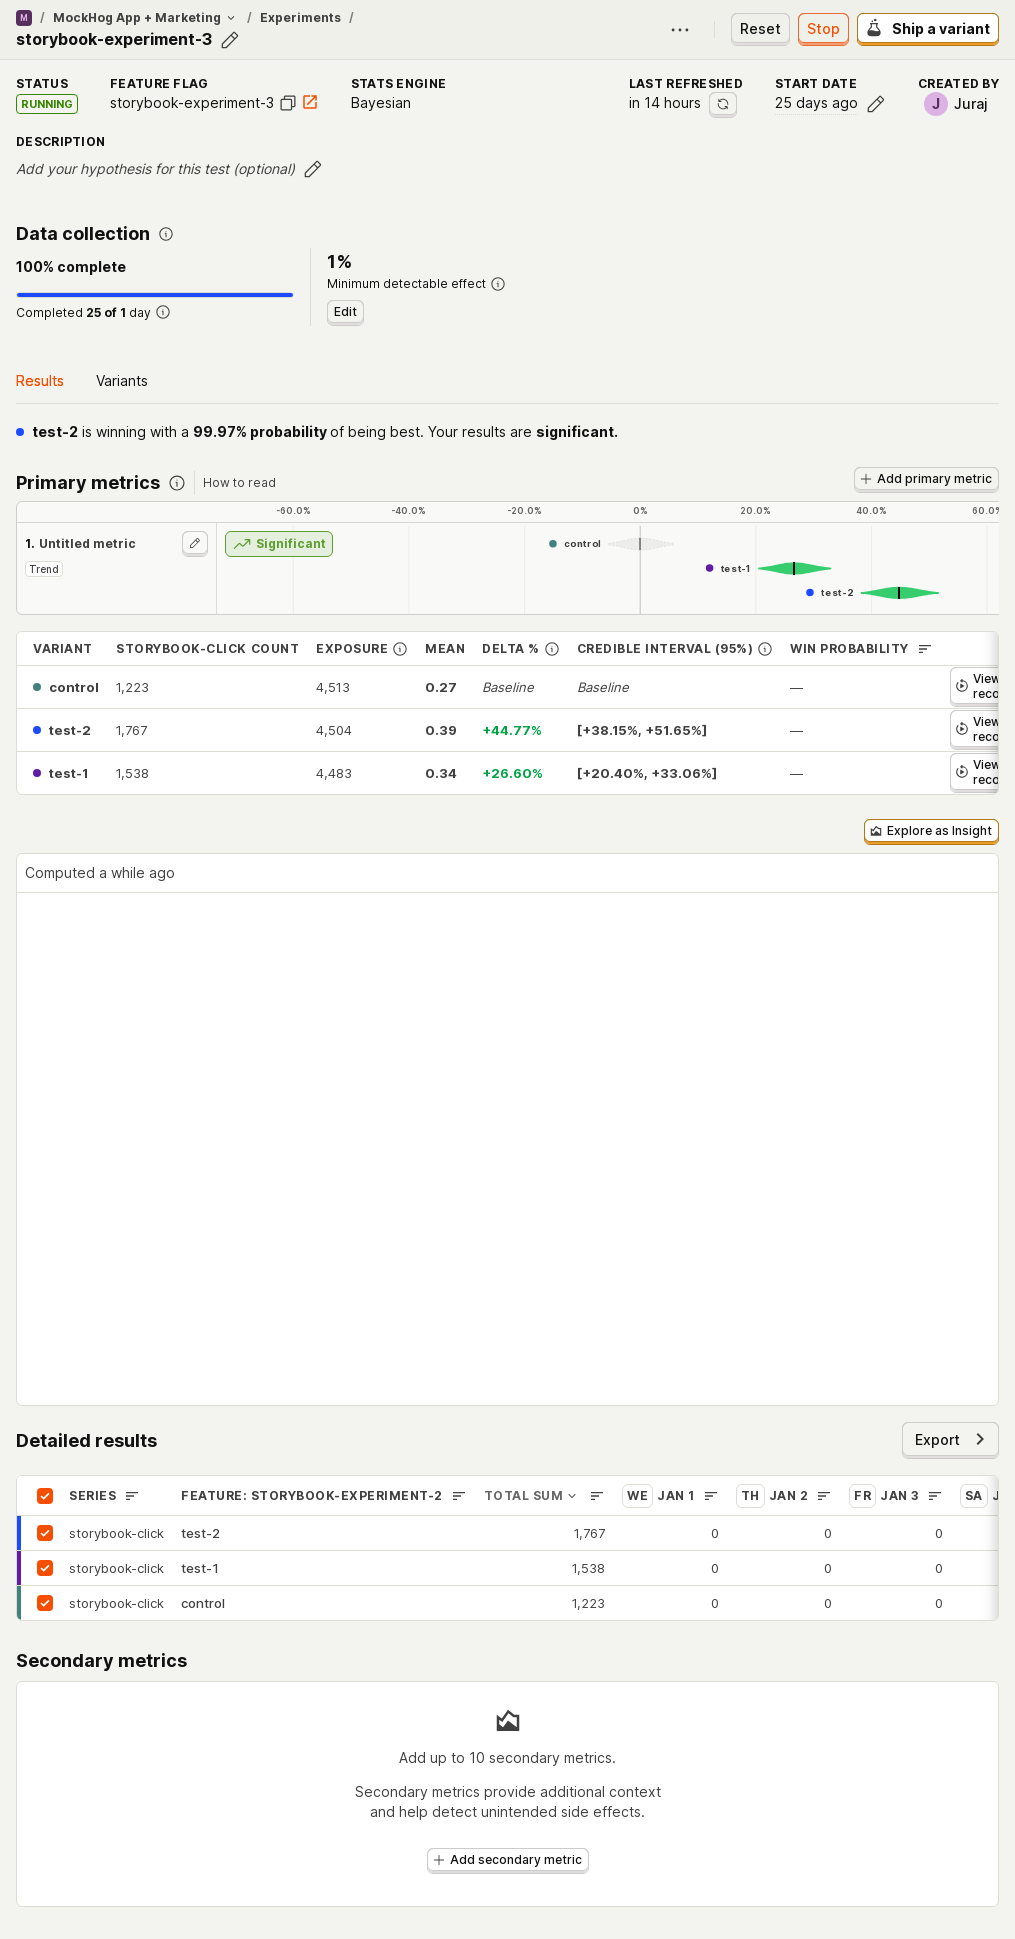 M / MockHog App + Marketing / Experiments /
storybook-experiment-3
Reset Stop Ship a variant
STATUS FEATURE FLAG STATS ENGINE LAST REFRESHED START DATE CREATED BY
RUNNING storybook-experiment-3 Bayesian in 14 hours 25 days ago J Juraj
DESCRIPTION
Add your hypothesis for this test (optional)
Data collection
100% complete
1%
Minimum detectable effect
Completed 25 of 1 day
Edit
Results Variants
test-2 is winning with a 99.97% probability of being best. Your results are significant.
Primary metrics How to read Add primary metric
-60.0% -40.0% -20.0% 0% 20.0% 40.0% 60.0%
1. Untitled metric Significant control
Trend test-1
test-2
VARIANT STORYBOOK-CLICK COUNT EXPOSURE MEAN DELTA % CREDIBLE INTERVAL (95%) WIN PROBABILITY
control 1,223 4,513 0.27 Baseline Baseline — View
reco
test-2 1,767 4,504 0.39 +44.77% [+38.15%, +51.65%] — View
reco
test-1 1,538 4,483 0.34 +26.60% [+20.40%, +33.06%] — View
reco
Explore as Insight
Computed a while ago
Detailed results Export
SERIES FEATURE: STORYBOOK-EXPERIMENT-2 TOTAL SUM WE JAN 1 TH JAN 2 FR JAN 3 SA J
storybook-click test-2 1,767 0 0 0
storybook-click test-1 1,538 0 0 0
storybook-click control 1,223 0 0 0
Secondary metrics
Add up to 10 secondary metrics.
Secondary metrics provide additional context
and help detect unintended side effects.
Add secondary metric